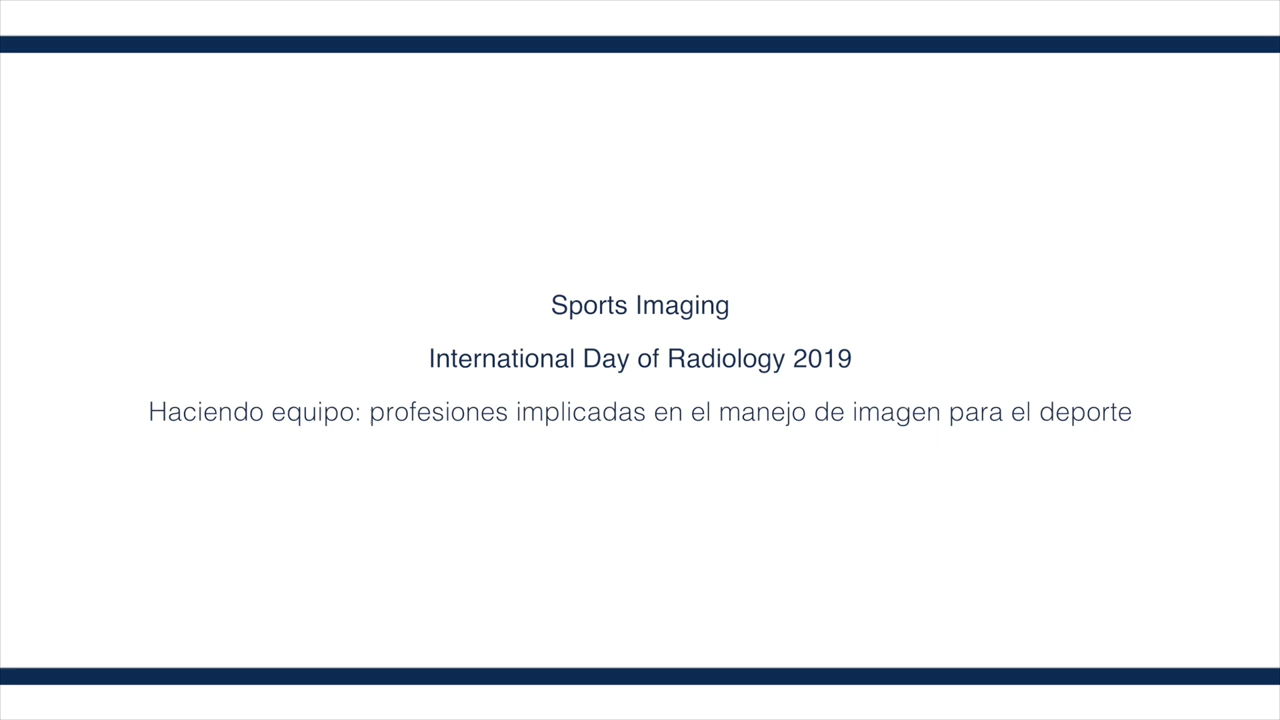 Sports Imaging
International Day of Radiology 2019
Haciendo equipo: profesiones implicadas en el manejo de imagen para el deporte